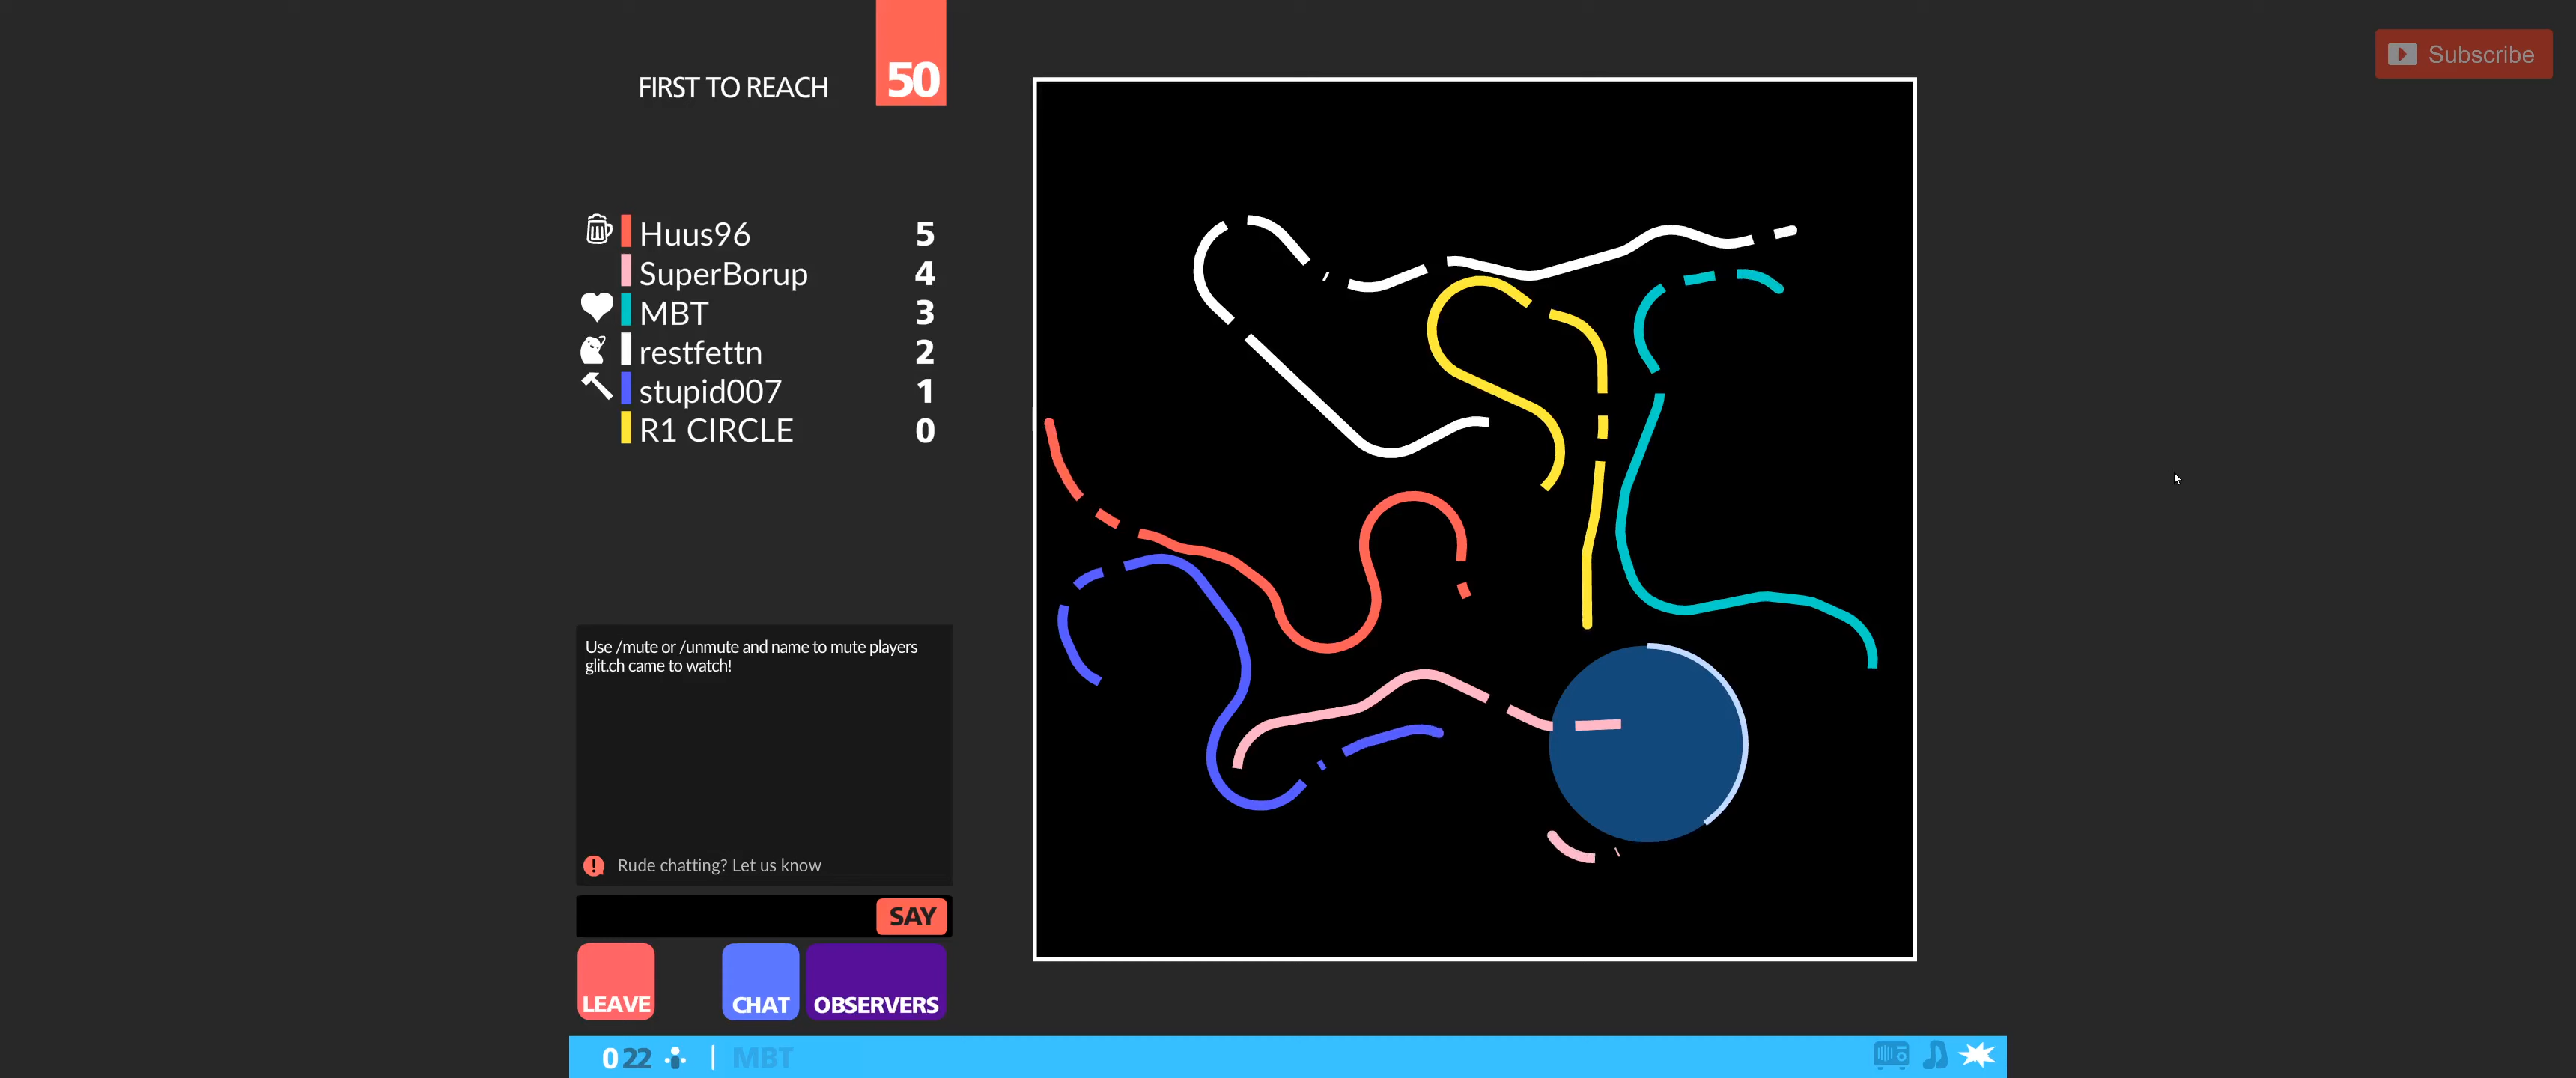 FIRST TO REACH 50
Subscribe
Huus96 5
SuperBorup 4
MBT 3
restfettn 2
stupid007 1
R1 CIRCLE 0
Use /mute or /unmute and name to mute players
glit.ch came to watch!
Rude chatting? Let us know
SAY
LEAVE CHAT OBSERVERS
022 MBT